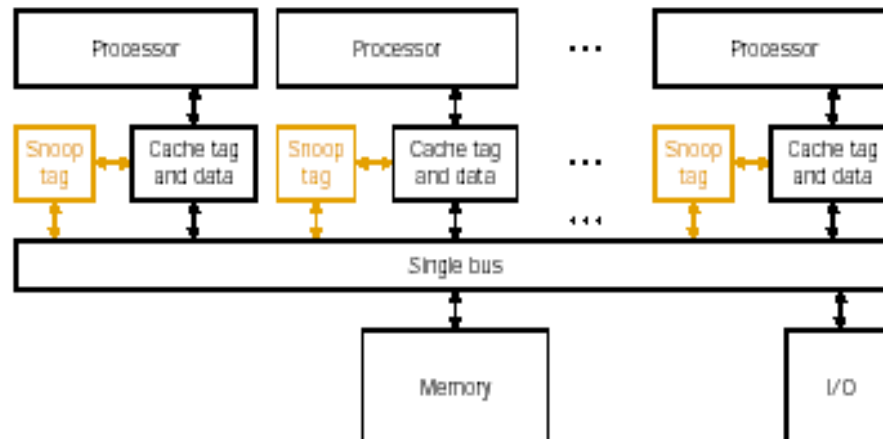 Processor
Processor
...
Processor
Snoop
tag
Cache tag
and data
Snoop
tag
Cache tag
and data
...
Snoop
tag
Cache tag
and data
...
Single bus
Memory
I/O